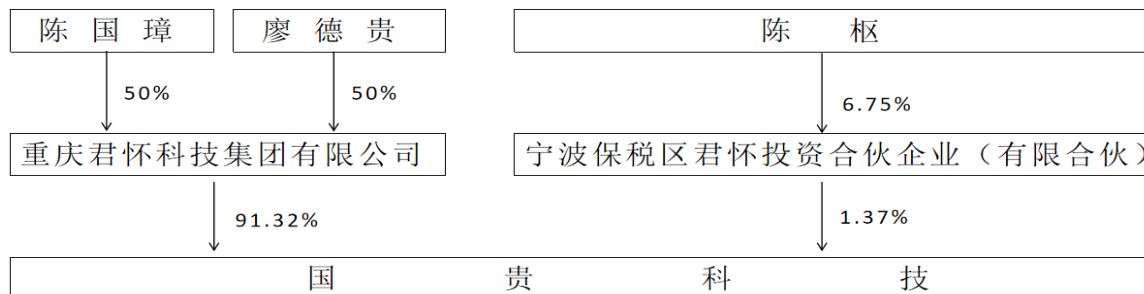 陈国璋 廖德贵 陈枢
50% 50% 6.75%
重庆君怀科技集团有限公司 宁波保税区君怀投资合伙企业（有限合伙）
91.32% 1.37%
国贵科技